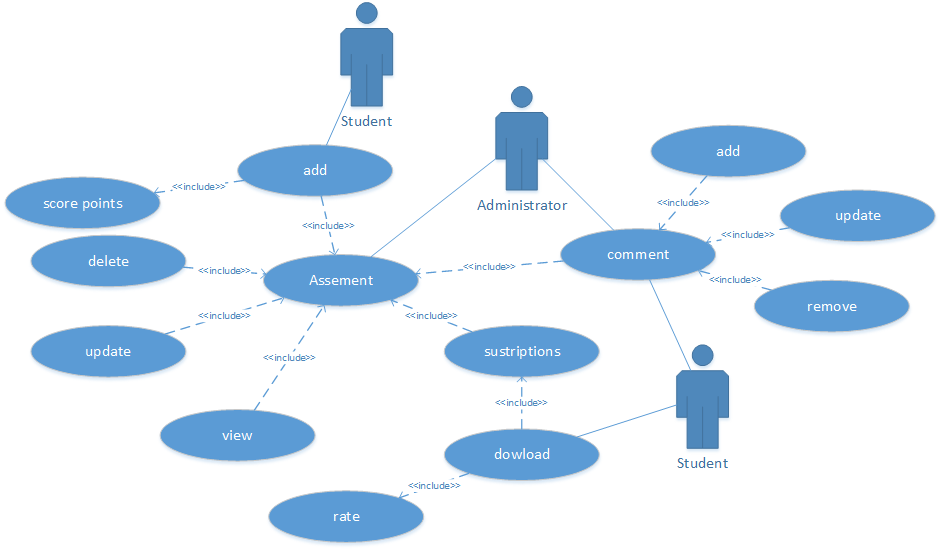 Student
Administrator
add
add
<<include>>
score points
<<include>>
update
<<include>>
<<include>>
comment
delete
<<include>>
<<include>>
Assement
<<include>>
remove
<<include>>
<<include>>
update
<<include>>
sustriptions
<<include>>
view
dowload
Student
<<include>>
rate